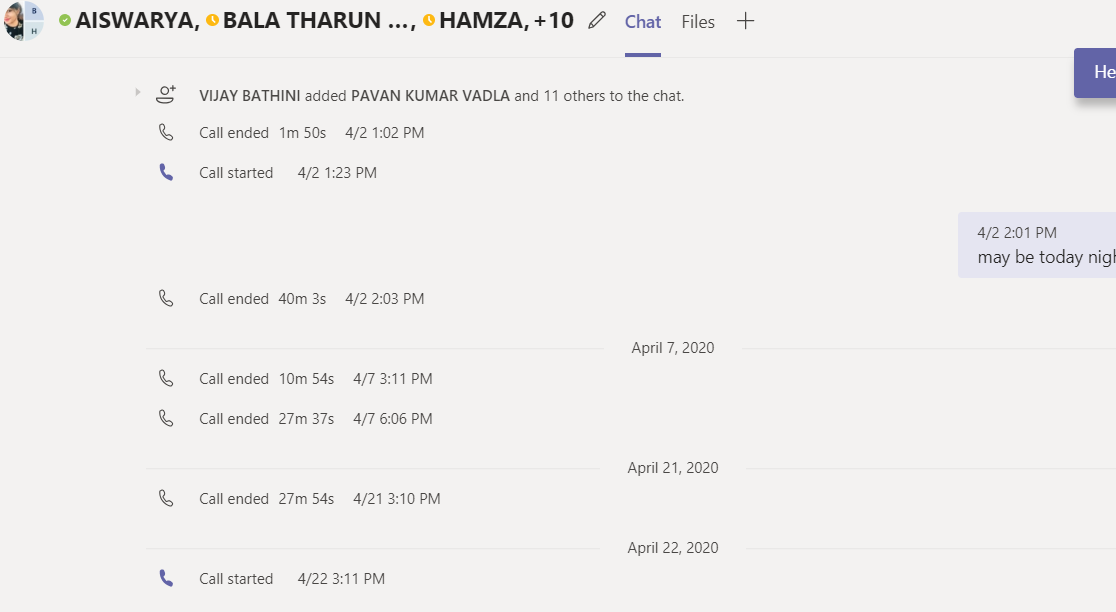 B
H
AISWARYA, BALA THARUN ..., HAMZA, +10 Chat Files
He
VIJAY BATHINI added PAVAN KUMAR VADLA and 11 others to the chat.
Call ended 1m 50s 4/2 1:02 PM
Call started 4/2 1:23 PM
4/2 2:01 PM
may be today nigh
Call ended 40m 3s 4/2 2:03 PM
April 7, 2020
Call ended 10m 54s 4/7 3:11 PM
Call ended 27m 37s 4/7 6:06 PM
April 21, 2020
Call ended 27m 54s 4/21 3:10 PM
April 22, 2020
Call started 4/22 3:11 PM